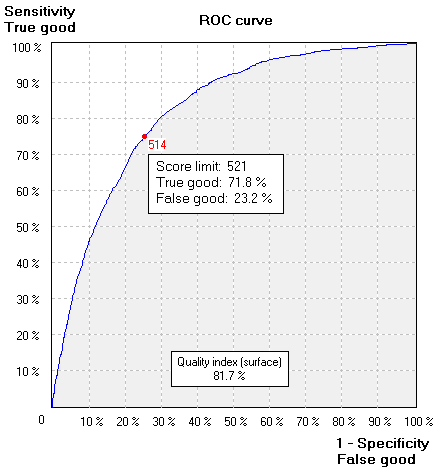 Sensitivity
True good
ROC curve
100 %
90 %
80 %
70 %
60 %
50 %
40 %
30 %
20 %
10 %
0
514
Score limit: 521
True good: 71.8 %
False good: 23.2 %
Quality index (surface)
81.7 %
10 % 20 % 30 % 40 % 50 % 60 % 70 % 80 % 90 % 100 %
1 - Specificity
False good